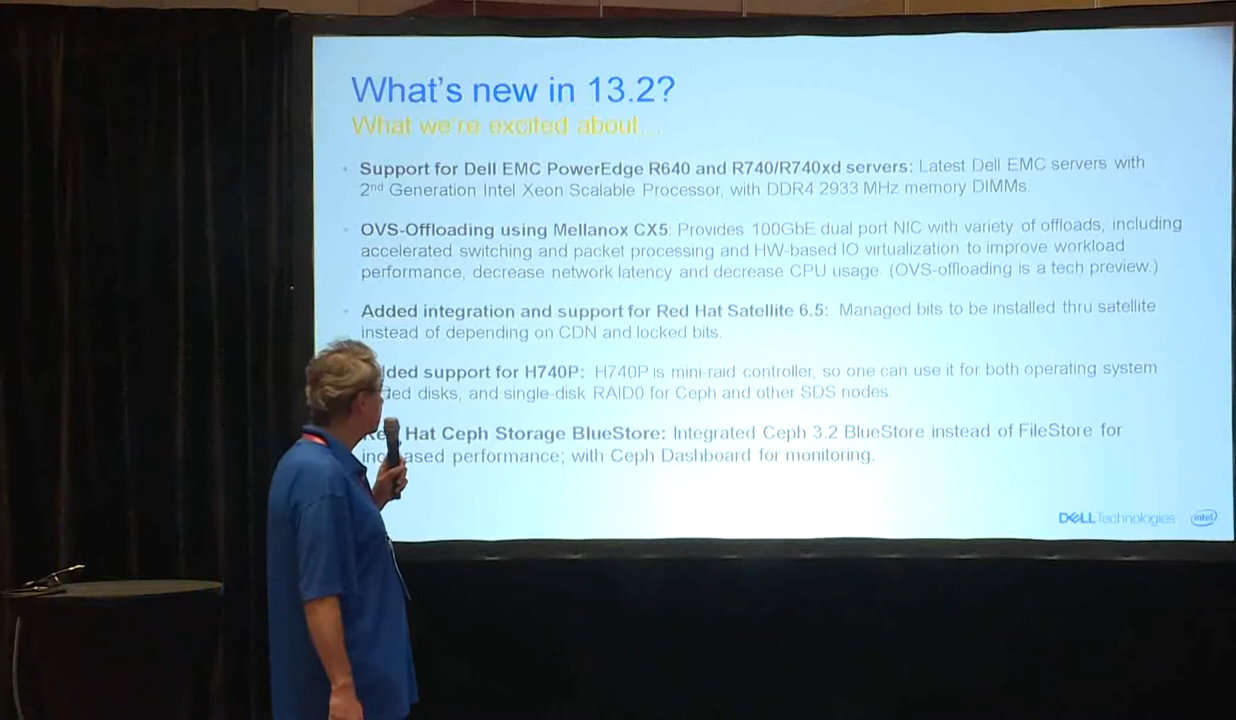 What's new in 13.2?
What we're excited about...
Support for Dell EMC PowerEdge R640 and R740/R740xd servers: Latest Dell EMC servers with
2nd Generation Intel Xeon Scalable Processor, with DDR4 2933 MHz memory DIMMs.
OVS-Offloading using Mellanox CX5: Provides 100GbE dual port NIC with variety of offloads, including
accelerated switching and packet processing and HW-based IO virtualization to improve workload
performance, decrease network latency and decrease CPU usage. (OVS-offloading is a tech preview.)
Added integration and support for Red Hat Satellite 6.5: Managed bits to be installed thru satellite
instead of depending on CDN and locked bits.
support for H740P: H740P is mini-raid controller, so one can use it for both operating system
disks, and single-disk RAID0 for Ceph and other SDS nodes.
Hat Ceph Storage BlueStore: Integrated Ceph 3.2 BlueStore instead of FileStore for
performance; with Ceph Dashboard for monitoring.
DELLTechnologies intel